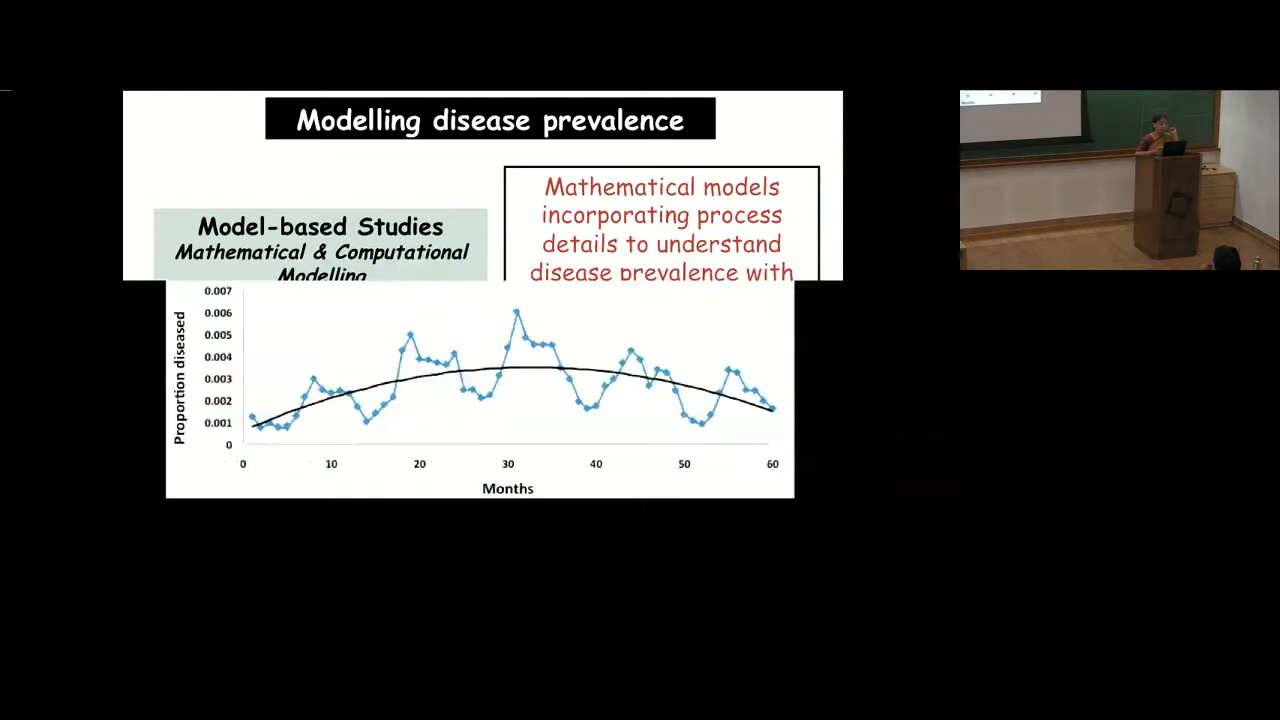 Modelling disease prevalence
Model-based Studies
Mathematical & Computational
Modelling
Mathematical models
incorporating process
details to understand
disease prevalence with
Proportion diseased
0.007
0.006
0.005
0.004
0.003
0.002
0.001
0
0 10 20 30 40 50 60
Months